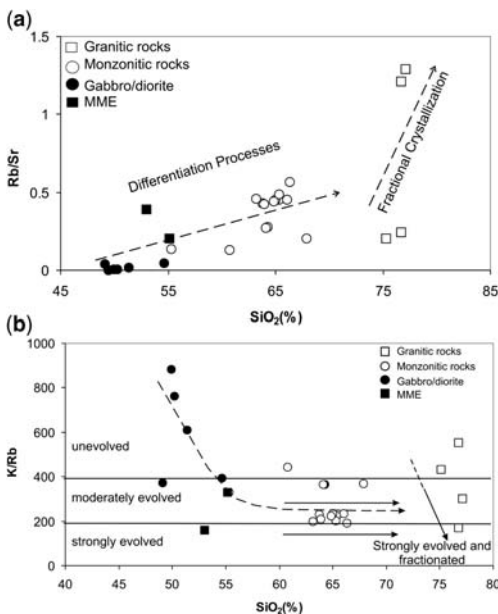 (a)
1.5
1
0.5
0
Rb/Sr
Granitic rocks
Monzonitic rocks
Gabbro/diorite
MME
Differentiation Processes
Fractional Crystallization
45 55 65 75 85
SiO2(%)
(b)
1000
800
600
400
200
0
K/Rb
Granitic rocks
Monzonitic rocks
Gabbro/diorite
MME
unevolved
moderately evolved
strongly evolved
Strongly evolved and
fractionated
40 45 50 55 60 65 70 75 80
SiO2(%)